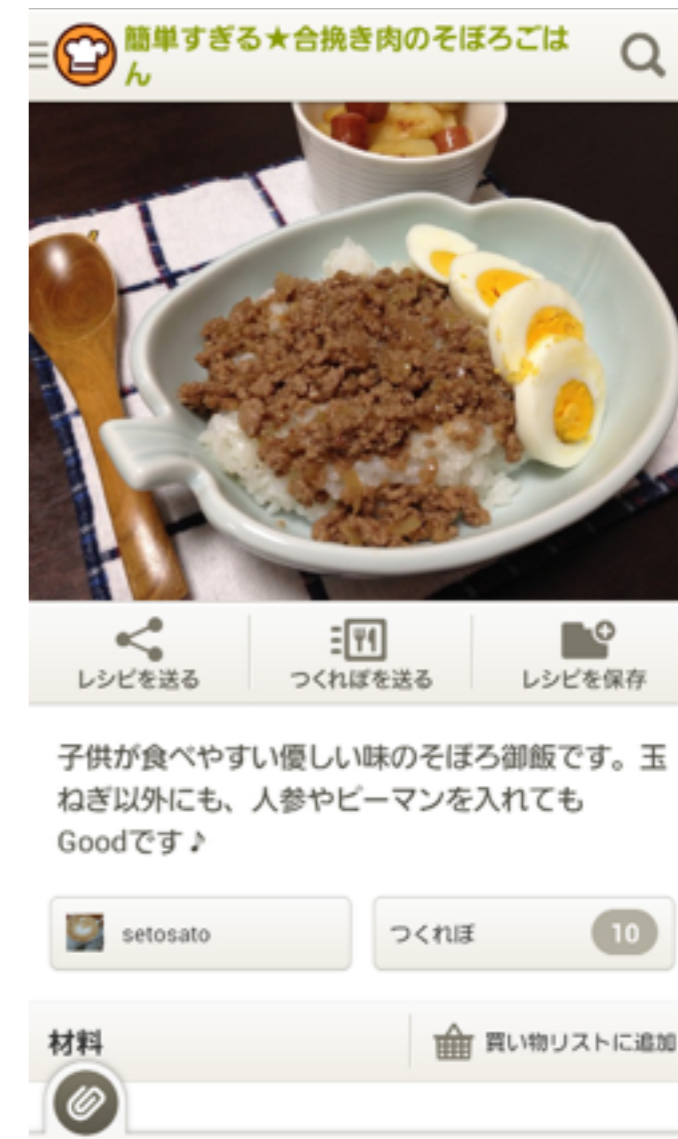 簡単すぎる★合挽き肉のそぼろごは
ん
レシピを送る
つくれぽを送る
レシピを保存
子供が食べやすい優しい味のそぼろ御飯です。玉
ねぎ以外にも、人参やピーマンを入れても
Goodです♪
setosato
つくれぽ
10
材料
買い物リストに追加